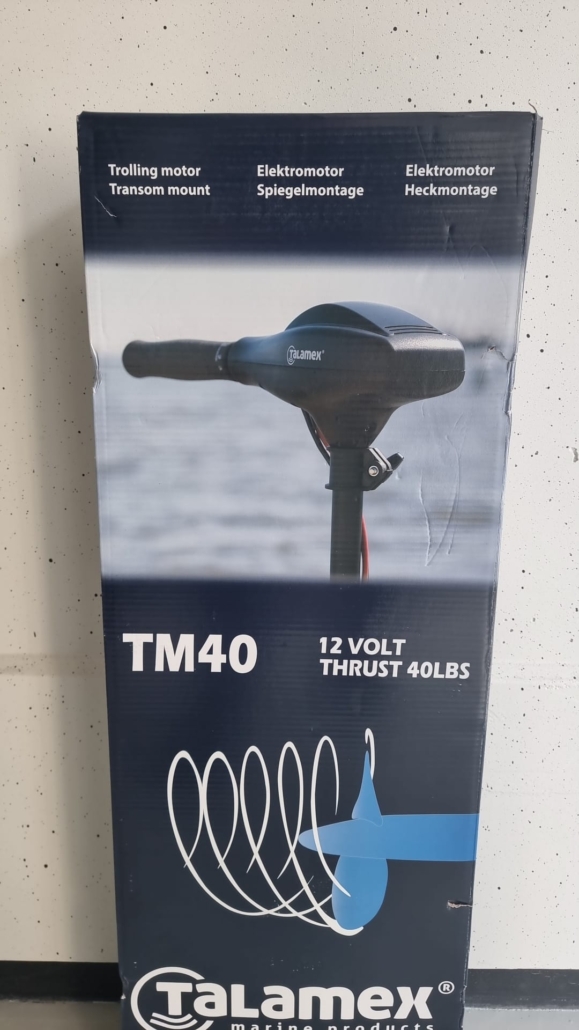 Trolling motor
Transom mount
Elektromotor
Spiegelmontage
Elektromotor
Heckmontage
TALAMEX®
TM40
12 VOLT
THRUST 40LBS
TALAMEX®
marine products